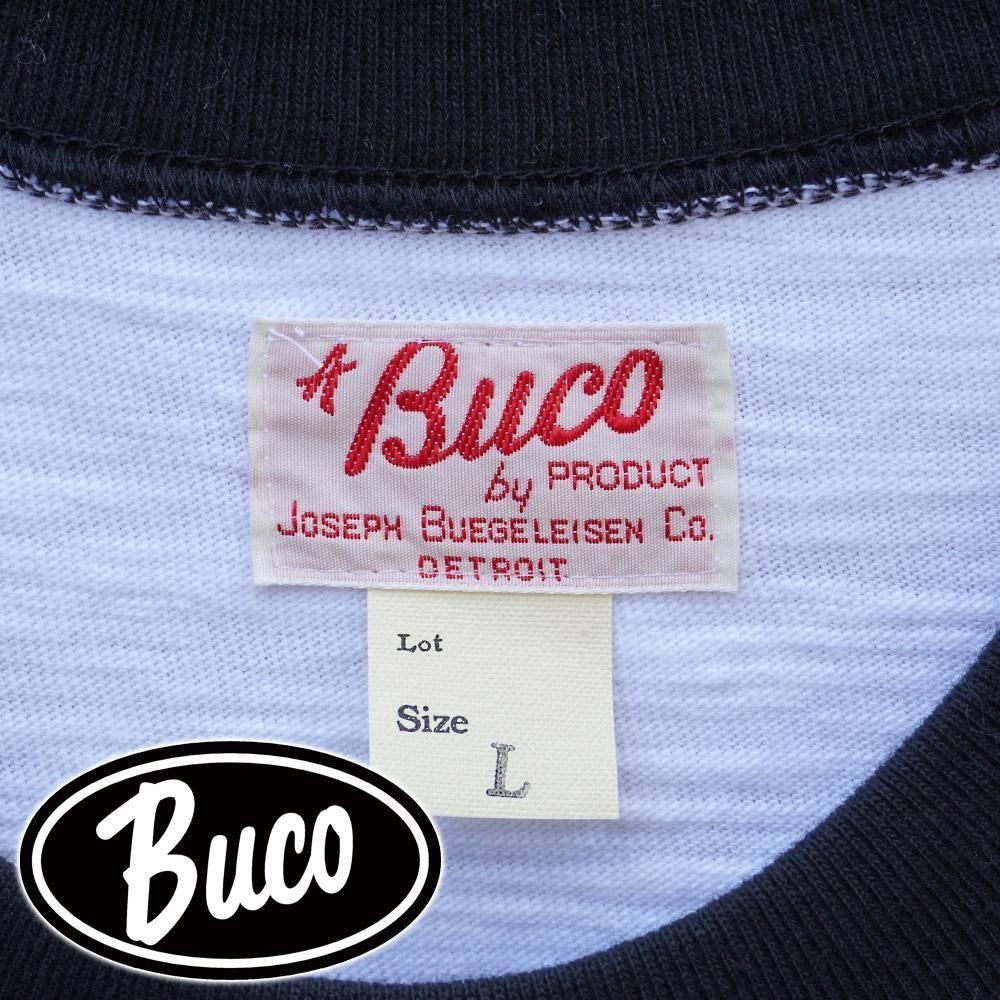 A Buco
by PRODUCT
JOSEPH BUEGELEISEN CO.
DETROIT
Lot
Size
L
Buco